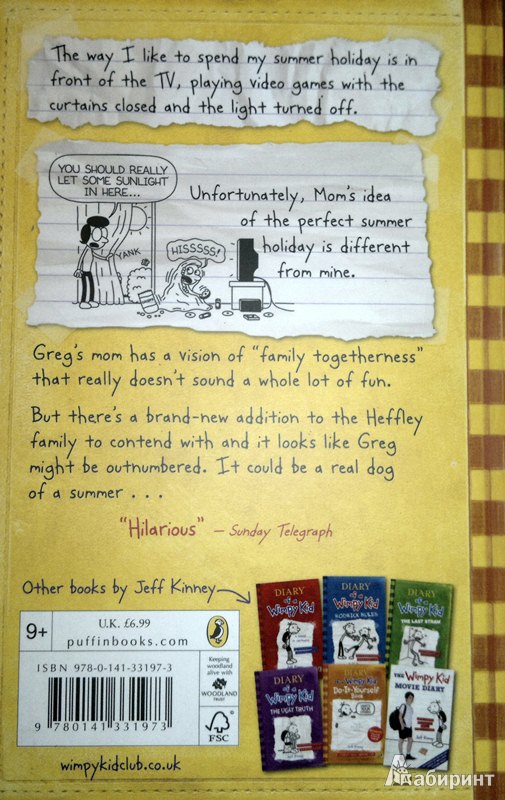 The way I like to spend my summer holiday is in
front of the TV, playing video games with the
curtains closed and the light turned off.
YOU SHOULD REALLY
LET SOME SUNLIGHT
IN HERE...
YANK
HISSSSS!
Unfortunately, Mom's idea
of the perfect summer
holiday is different
from mine.
Greg's mom has a vision of "family togetherness"
that really doesn't sound a whole lot of fun.
But there's a brand-new addition to the Heffley
family to contend with and it looks like Greg
might be outnumbered. It could be a real dog
of a summer . . .
"Hilarious" – Sunday Telegraph
Other books by Jeff Kinney
DIARY
of a
Wimpy Kid
DIARY
of a
Wimpy Kid
RODRICK RULES
DIARY
of a
Wimpy Kid
THE LAST STRAW
DIARY
of a
Wimpy Kid
THE UGLY TRUTH
DIARY
of a Wimpy Kid
Do-It-Yourself
Book
THE Wimpy Kid
MOVIE DIARY
9+
U.K. £6.99
puffinbooks.com
ISBN 978-0-141-33197-3
9 780141 331973
Keeping
woodland alive
with
WOODLAND
TRUST
FSC
wimpykidclub.co.uk
Лабиринт